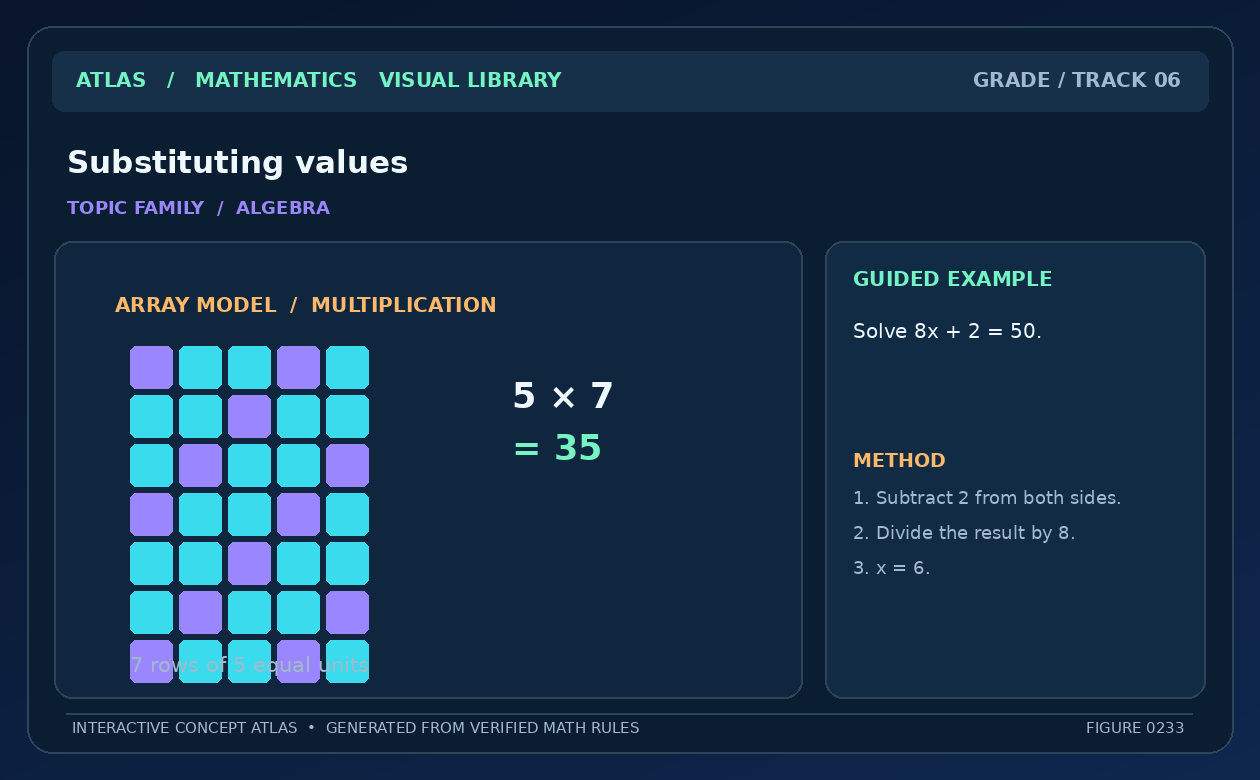 ATLAS / MATHEMATICS VISUAL LIBRARY
GRADE / TRACK 06
Substituting values
TOPIC FAMILY / ALGEBRA
ARRAY MODEL / MULTIPLICATION
5 × 7
= 35
7 rows of 5 equal units
GUIDED EXAMPLE
Solve 8x + 2 = 50.
METHOD
1. Subtract 2 from both sides.
2. Divide the result by 8.
3. x = 6.
INTERACTIVE CONCEPT ATLAS • GENERATED FROM VERIFIED MATH RULES
FIGURE 0233